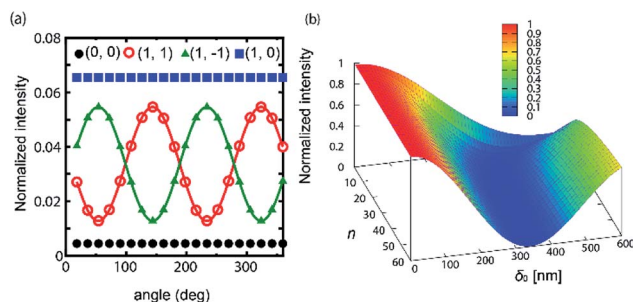 (a)
0.08
0.06
0.04
0.02
0
Normalized intensity
(0, 0) (1, 1) (1, -1) (1, 0)
0 100 200 300
angle (deg)
(b)
Normalized intensity
1
0.8
0.6
0.4
0.2
0
1
0.9
0.8
0.7
0.6
0.5
0.4
0.3
0.2
0.1
0
10
20
30
40
50
60
n
0 100 200 300 400 500 600
δ₀ [nm]